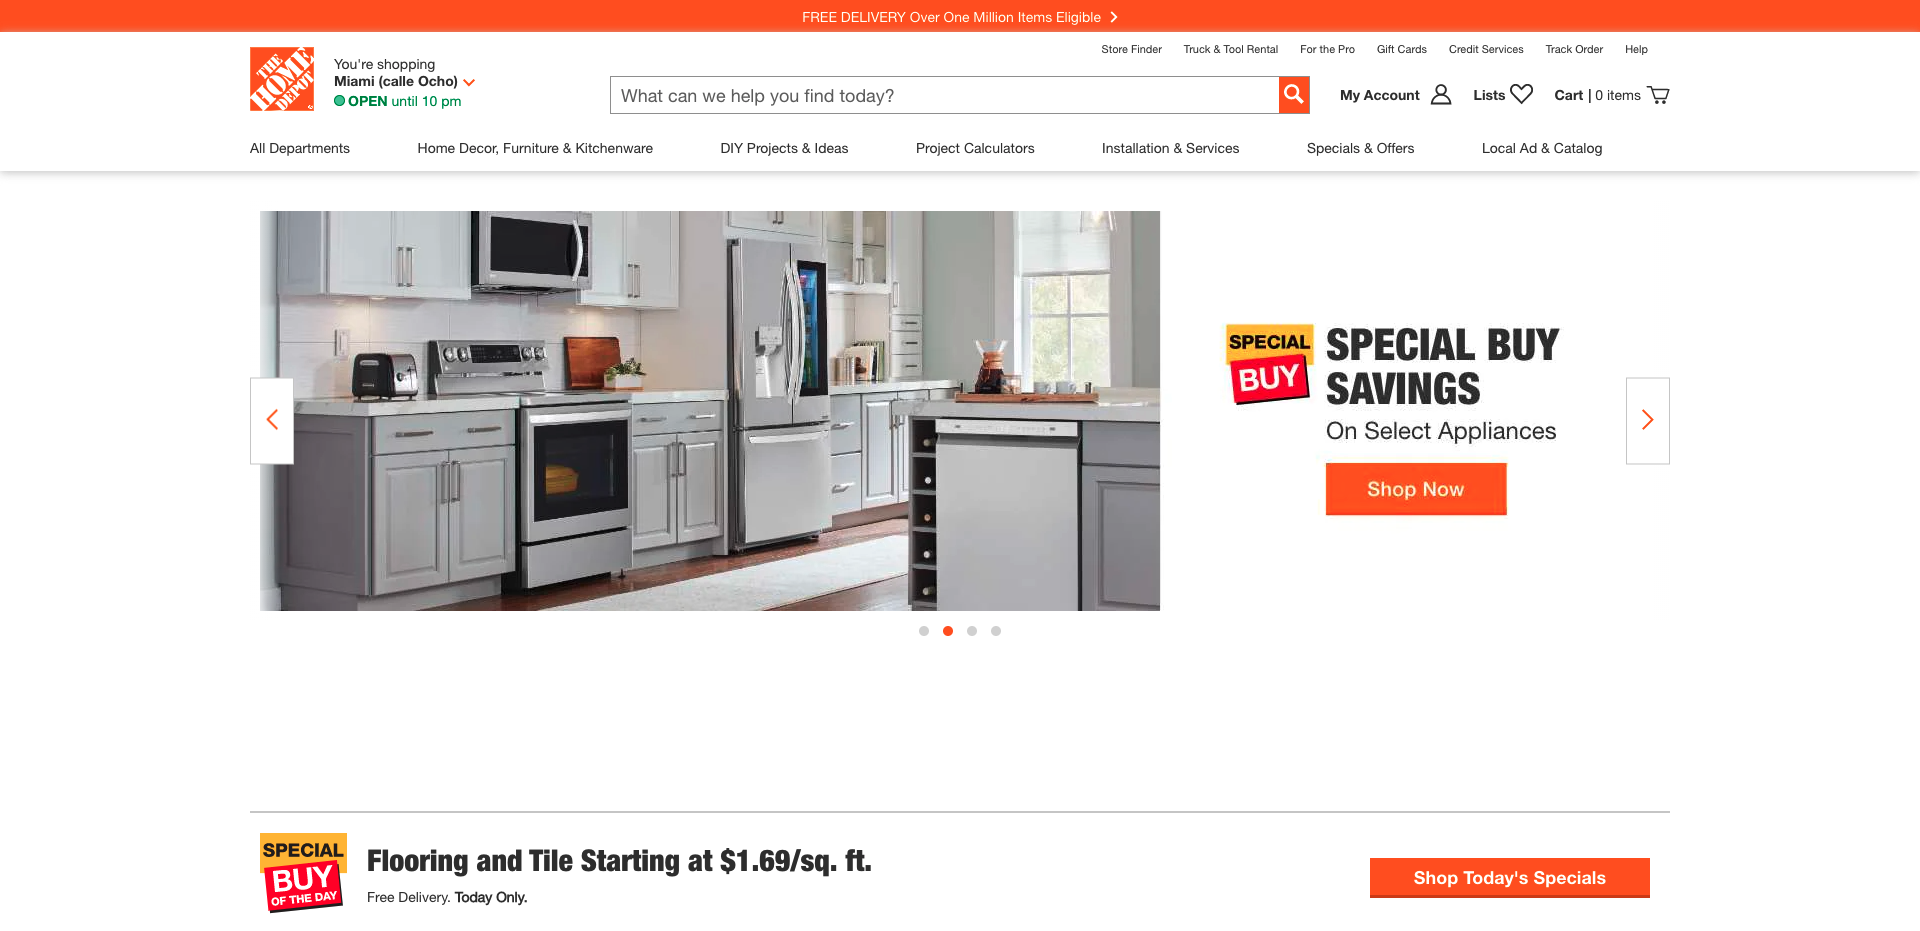 FREE DELIVERY Over One Million Items Eligible
Store Finder Truck & Tool Rental For the Pro Gift Cards Credit Services Track Order Help
THE HOME DEPOT
You're shopping
Miami (calle Ocho)
OPEN until 10 pm
What can we help you find today?
My Account Lists Cart | 0 items
All Departments Home Decor, Furniture & Kitchenware DIY Projects & Ideas Project Calculators Installation & Services Specials & Offers Local Ad & Catalog
SPECIAL
BUY
SPECIAL BUY
SAVINGS
On Select Appliances
Shop Now
SPECIAL
BUY
OF THE DAY
Flooring and Tile Starting at $1.69/sq. ft.
Free Delivery. Today Only.
Shop Today's Specials